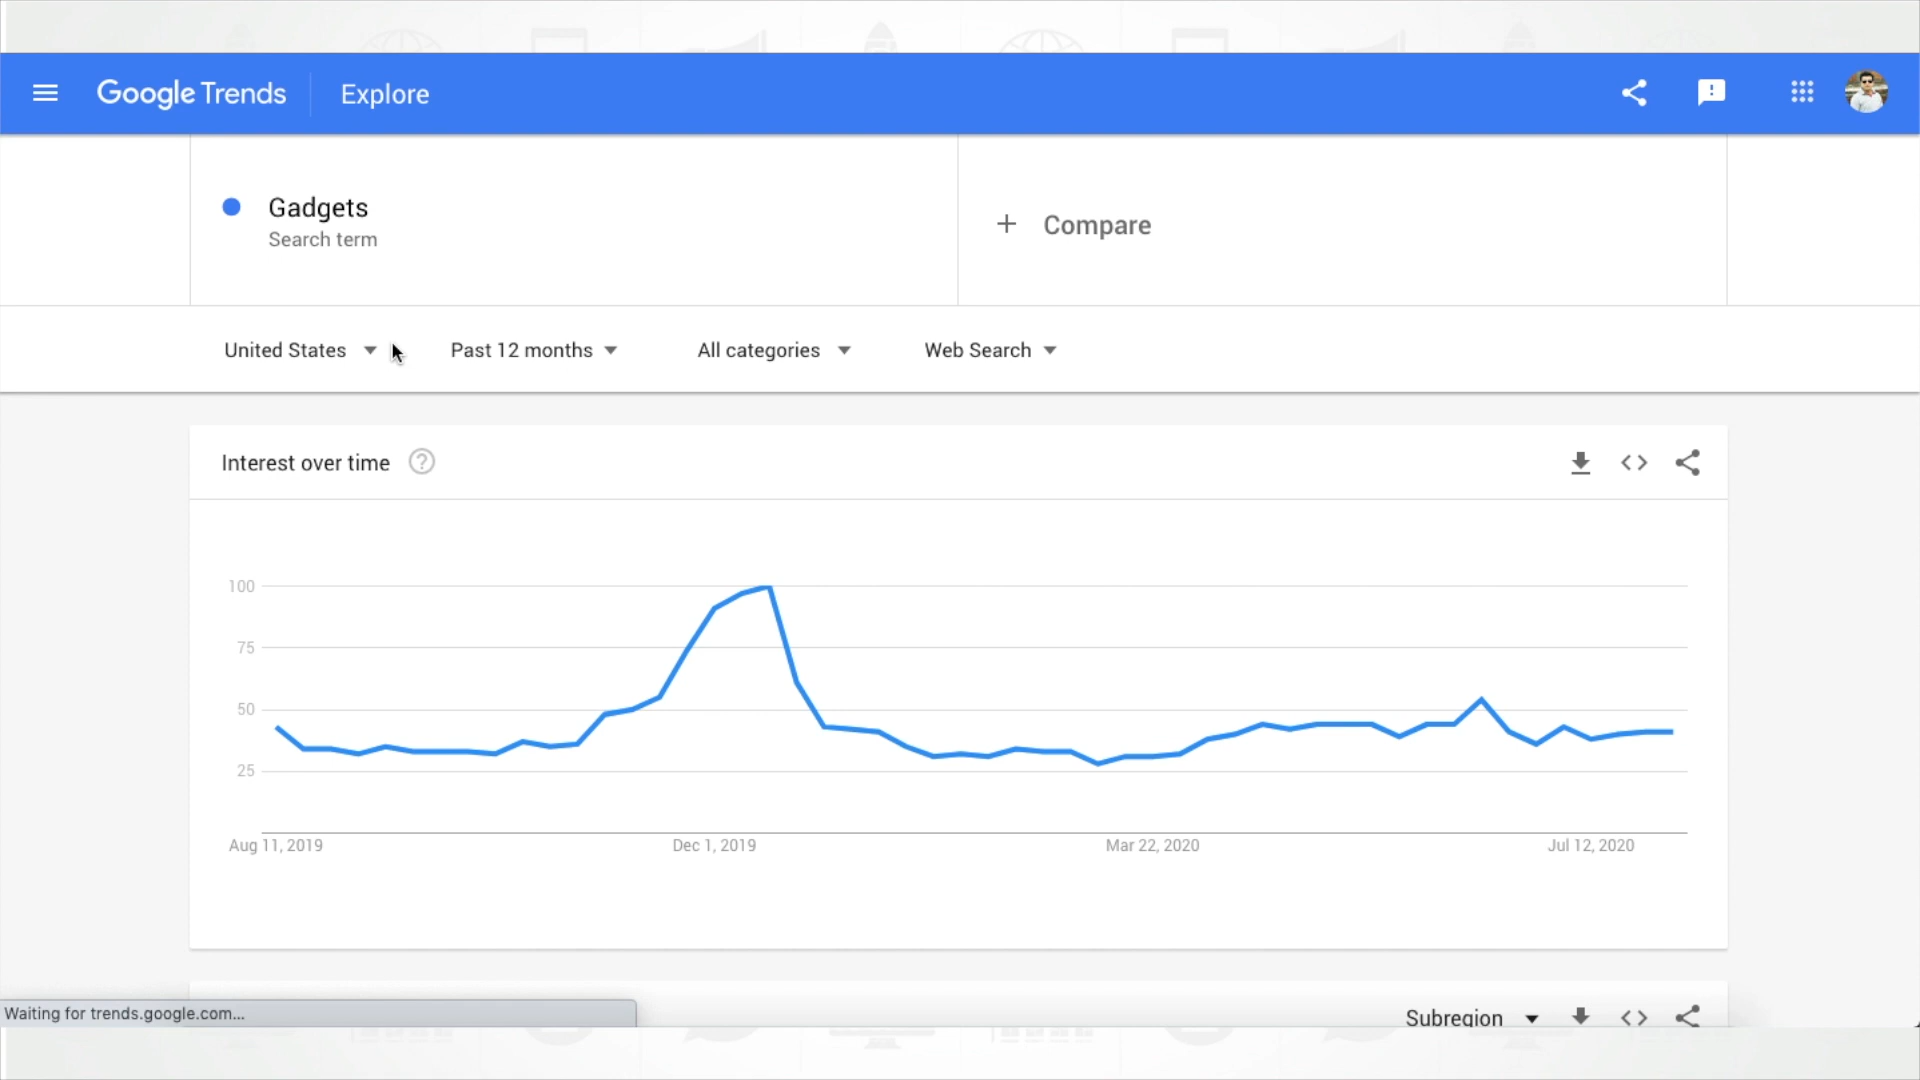 Google Trends Explore
Gadgets
Search term
+ Compare
United States Past 12 months All categories Web Search
Interest over time ?
100
75
50
25
Aug 11, 2019 Dec 1, 2019 Mar 22, 2020 Jul 12, 2020
Waiting for trends.google.com...
Subregion